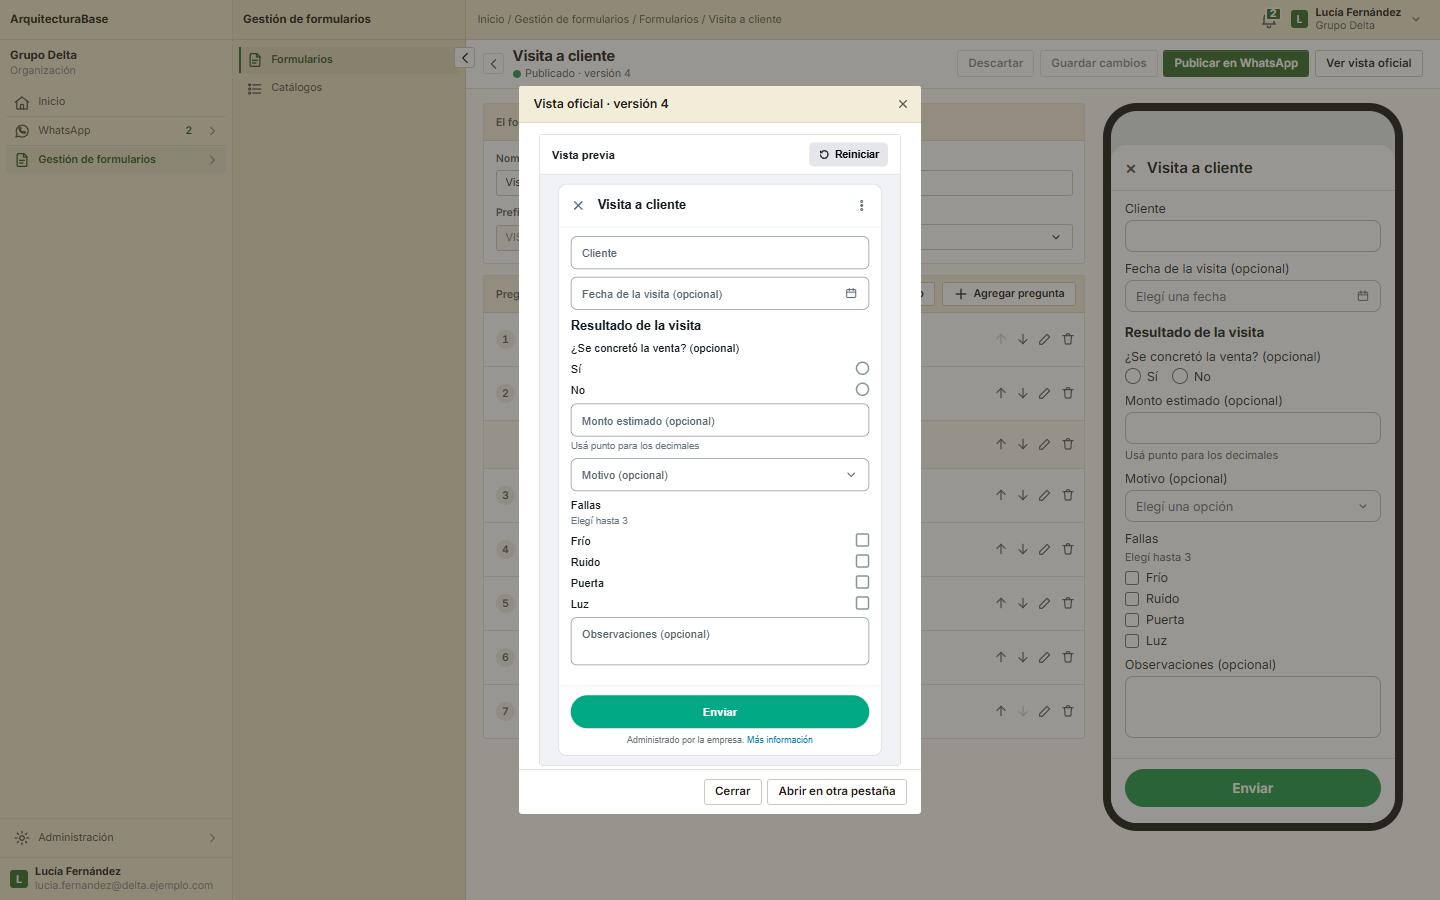 ArquitecturaBase
Gestión de formularios
Inicio / Gestión de formularios / Formularios / Visita a cliente
2
L
Lucía Fernández
Grupo Delta
Grupo Delta
Organización
Inicio
WhatsApp
2
Gestión de formularios
Formularios
Catálogos
Visita a cliente
Publicado · versión 4
Descartar
Guardar cambios
Publicar en WhatsApp
Ver vista oficial
Vista oficial · versión 4
Vista previa
Reiniciar
Visita a cliente
Cliente
Fecha de la visita (opcional)
Resultado de la visita
¿Se concretó la venta? (opcional)
Sí
No
Monto estimado (opcional)
Usá punto para los decimales
Motivo (opcional)
Fallas
Elegí hasta 3
Frío
Ruido
Puerta
Luz
Observaciones (opcional)
Enviar
Administrado por la empresa. Más información
Cerrar
Abrir en otra pestaña
El
Agregar pregunta
1
2
3
4
5
6
7
Visita a cliente
Cliente
Fecha de la visita (opcional)
Elegí una fecha
Resultado de la visita
¿Se concretó la venta? (opcional)
Sí
No
Monto estimado (opcional)
Usá punto para los decimales
Motivo (opcional)
Elegí una opción
Fallas
Elegí hasta 3
Frío
Ruido
Puerta
Luz
Observaciones (opcional)
Enviar
Administración
L
Lucía Fernández
lucia.fernandez@delta.ejemplo.com